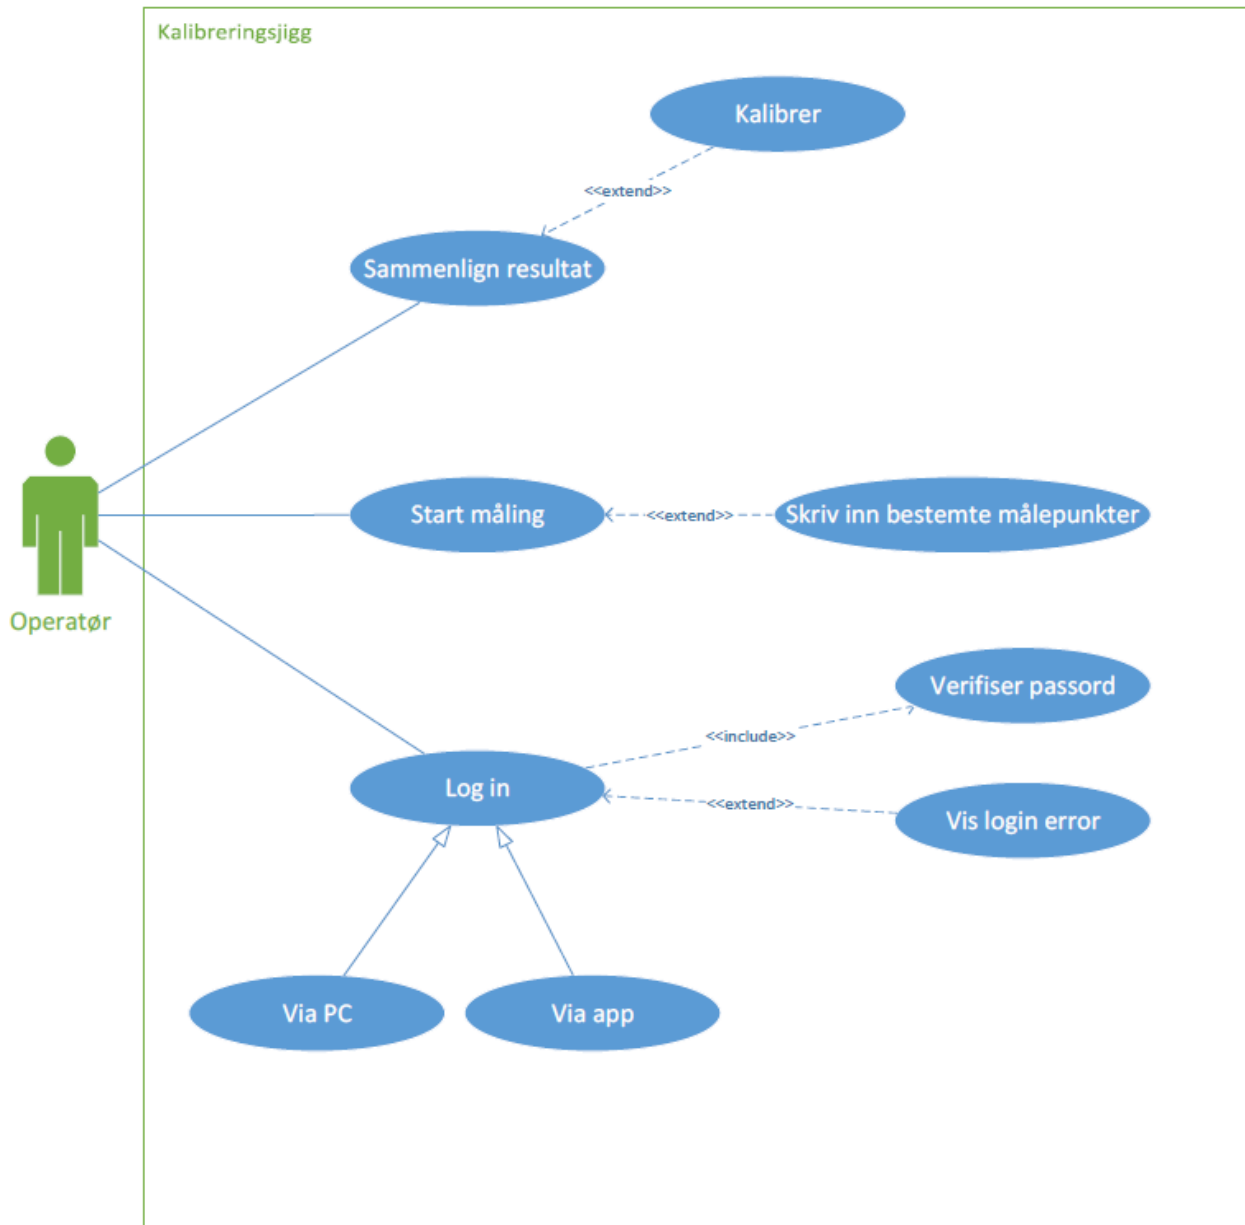 Kalibreringsjigg
Kalibrer
<<extend>>
Sammenlign resultat
Start måling
<<extend>>
Skriv inn bestemte målepunkter
Operatør
Verifiser passord
<<include>>
Log in
<<extend>>
Vis login error
Via PC
Via app